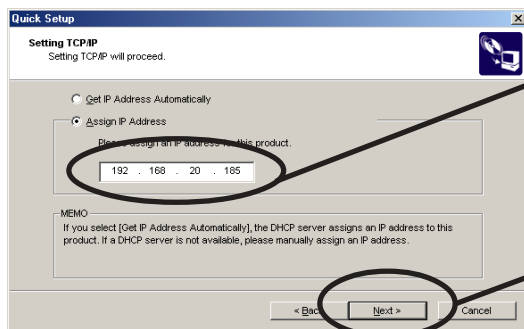 Quick Setup
Setting TCP/IP
Setting TCP/IP will proceed.
Get IP Address Automatically
Assign IP Address
Please assign an IP address for this product.
192 . 168 . 20 . 185
MEMO
If you select [Get IP Address Automatically], the DHCP server assigns an IP address to this
product. If a DHCP server is not available, please manually assign an IP address.
< Back Next > Cancel